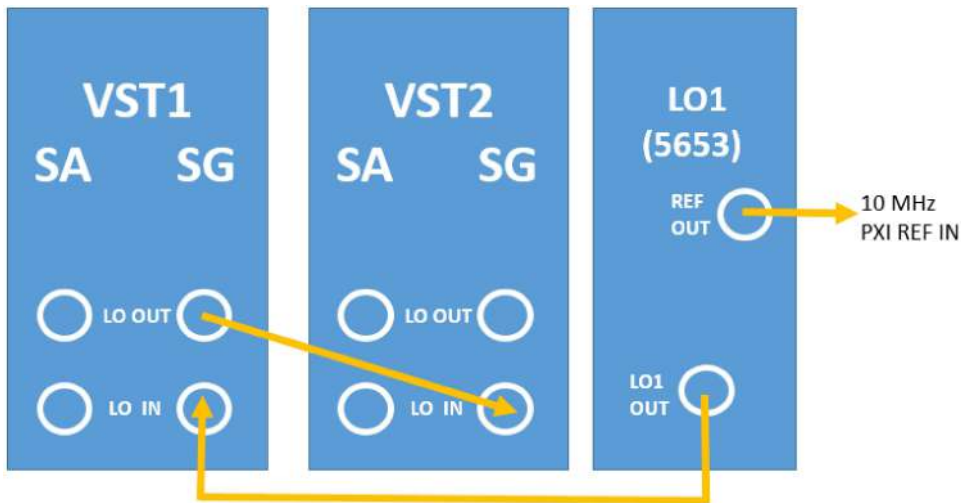 VST1
SA SG
LO OUT
LO IN
VST2
SA SG
LO OUT
LO IN
LO1
(5653)
REF
OUT
10 MHz
PXI REF IN
LO1
OUT